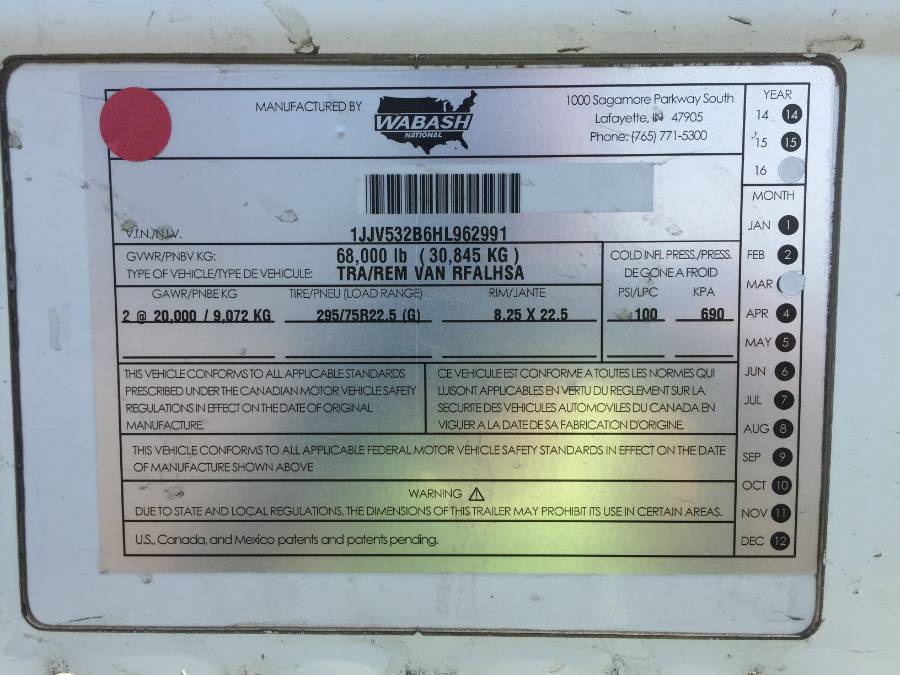 MANUFACTURED BY
WABASH
NATIONAL
1000 Sagamore Parkway South
Lafayette, IN 47905
Phone: (765) 771-5300
V.I.N./N.I.V. 1JJV532B6HL962991
GVWR/PNBV KG: 68,000 lb ( 30,845 KG )
TYPE OF VEHICLE/TYPE DE VEHICULE: TRA/REM VAN RFALHSA
COLD INFL. PRESS./PRESS.
DE GONE A FROID
GAWR/PNBE KG TIRE/PNEU (LOAD RANGE) RIM/JANTE PSI/LPC KPA
2 @ 20,000 / 9,072 KG 295/75R22.5 (G) 8.25 X 22.5 100 690
THIS VEHICLE CONFORMS TO ALL APPLICABLE STANDARDS
PRESCRIBED UNDER THE CANADIAN MOTOR VEHICLE SAFETY
REGULATIONS IN EFFECT ON THE DATE OF ORIGINAL
MANUFACTURE.
CE VEHICULE EST CONFORME A TOUTES LES NORMES QUI
LUISONT APPLICABLES EN VERTU DU REGLEMENT SUR LA
SECURITE DES VEHICULES AUTOMOVILES DU CANADA EN
VIGUER A LA DATE DE SA FABRICATION D'ORIGINE.
THIS VEHICLE CONFORMS TO ALL APPLICABLE FEDERAL MOTOR VEHICLE SAFETY STANDARDS IN EFFECT ON THE DATE
OF MANUFACTURE SHOWN ABOVE
WARNING
DUE TO STATE AND LOCAL REGULATIONS, THE DIMENSIONS OF THIS TRAILER MAY PROHIBIT ITS USE IN CERTAIN AREAS.
U.S., Canada, and Mexico patents and patents pending.
YEAR
14 14
15 15
16
MONTH
JAN 1
FEB 2
MAR
APR 4
MAY 5
JUN 6
JUL 7
AUG 8
SEP 9
OCT 10
NOV 11
DEC 12